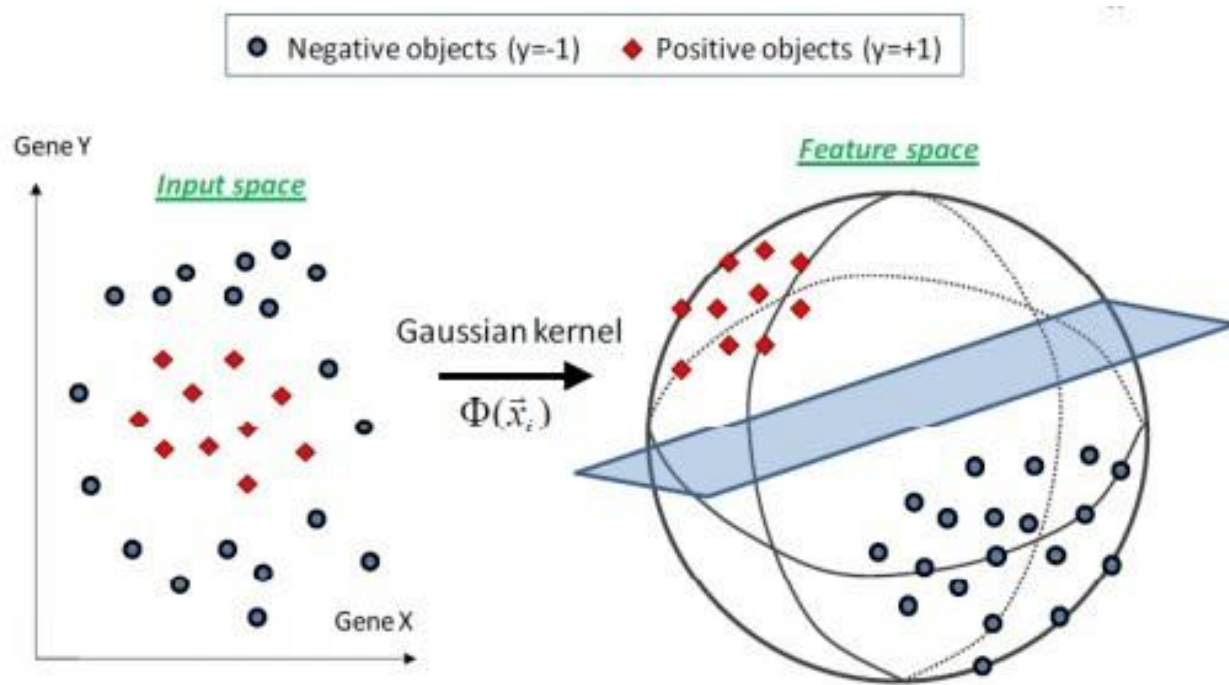 Negative objects (y=-1) Positive objects (y=+1)
Gene Y
Input space
Feature space
Gaussian kernel
Φ(x⃗ᵢ)
Gene X